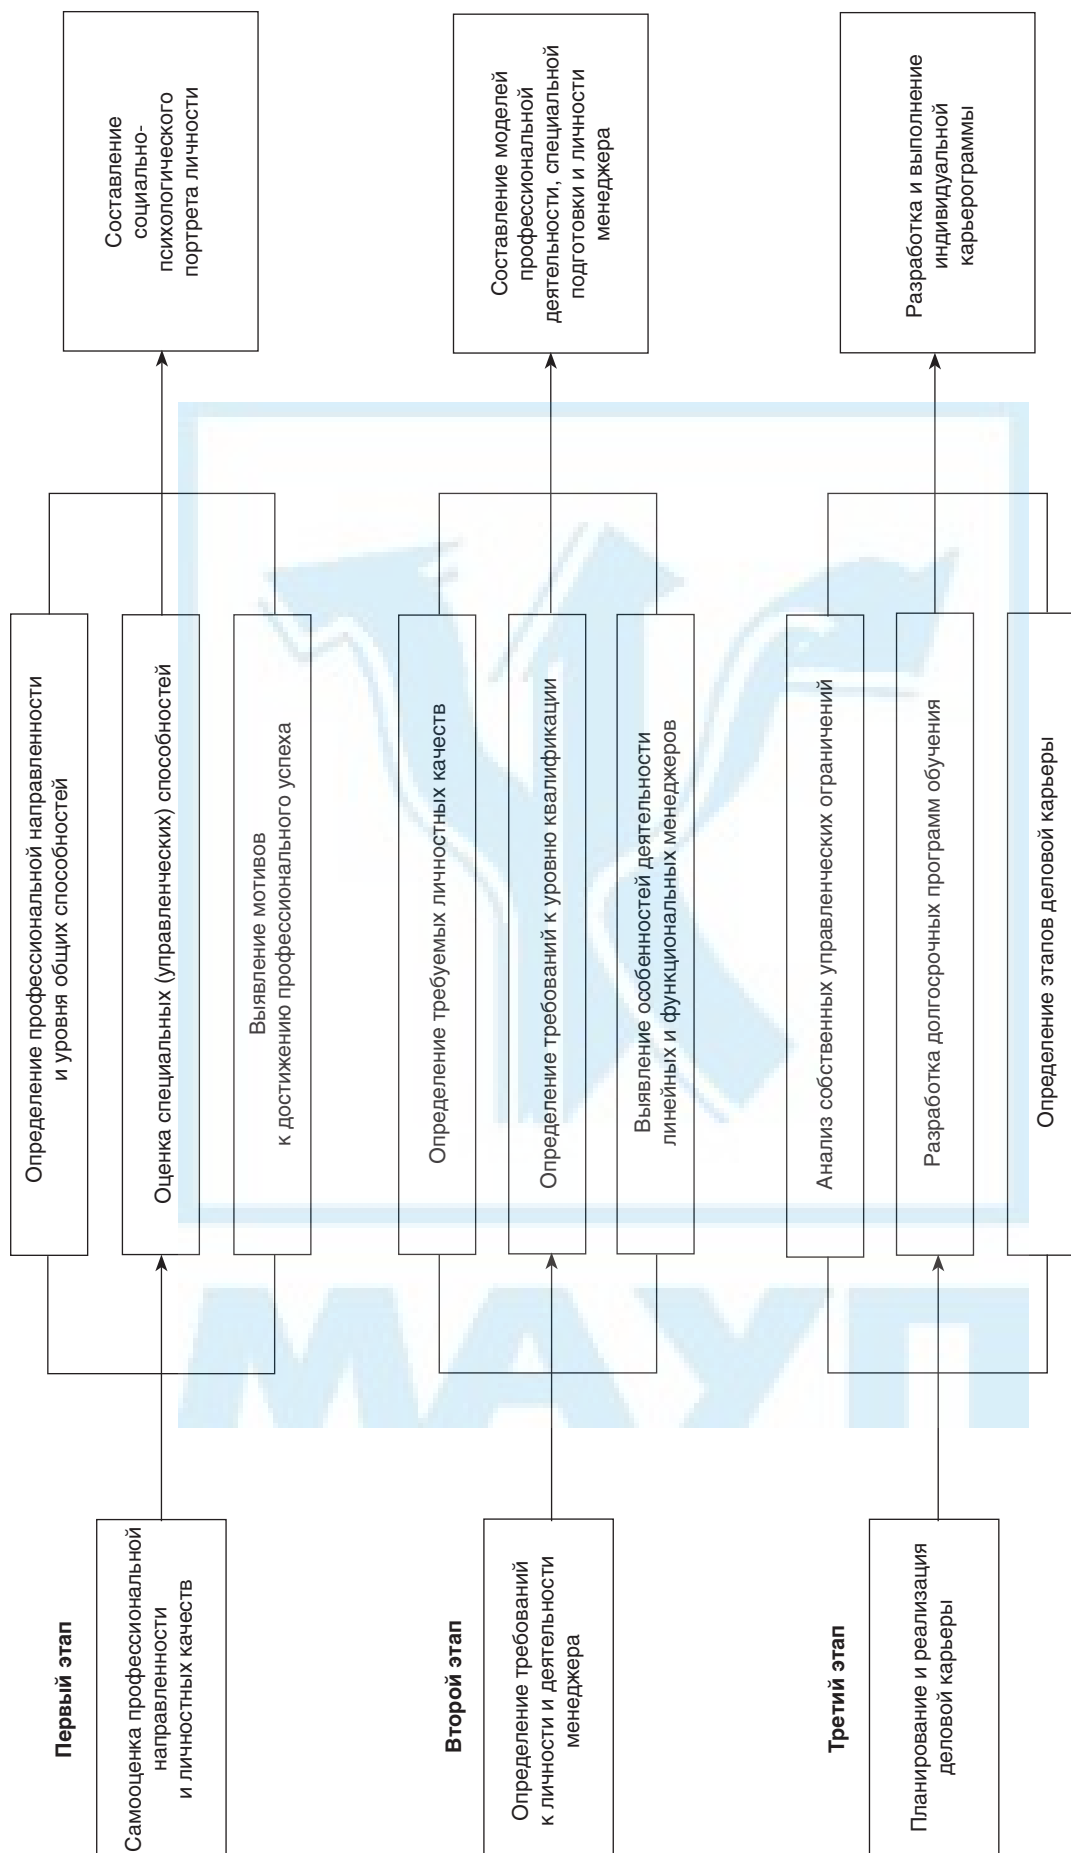 Первый этап
Самооценка профессиональной
направленности
и личностных качеств
Определение профессиональной направленности
и уровня общих способностей
Оценка специальных (управленческих) способностей
Выявление мотивов
к достижению профессионального успеха
Составление
социально-
психологического
портрета личности
Второй этап
Определение требований
к личности и деятельности
менеджера
Определение требуемых личностных качеств
Определение требований к уровню квалификации
Выявление особенностей деятельности
линейных и функциональных менеджеров
Составление моделей
профессиональной
деятельности, специальной
подготовки и личности
менеджера
Третий этап
Планирование и реализация
деловой карьеры
Анализ собственных управленческих ограничений
Разработка долгосрочных программ обучения
Определение этапов деловой карьеры
Разработка и выполнение
индивидуальной
карьерограммы
МАУП